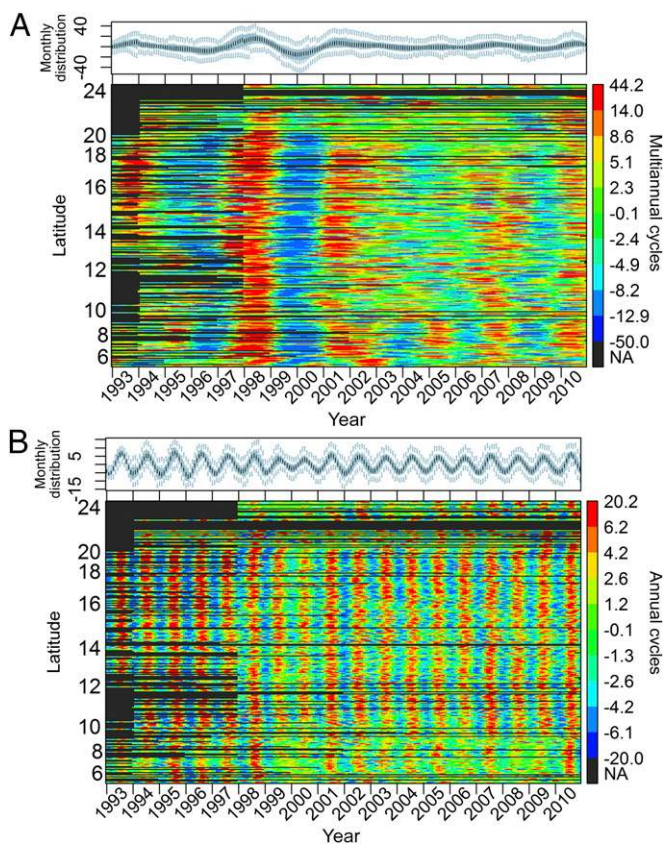 A
Monthly
distribution
40
-40
24
20
18
16
14
12
10
8
6
Latitude
1993 1994 1995 1996 1997 1998 1999 2000 2001 2002 2003 2004 2005 2006 2007 2008 2009 2010
Year
44.2
14.0
8.6
5.1
2.3
-0.1
-2.4
-4.9
-8.2
-12.9
-50.0
NA
Multiannual cycles
B
Monthly
distribution
5
-15
24
20
18
16
14
12
10
8
6
Latitude
1993 1994 1995 1996 1997 1998 1999 2000 2001 2002 2003 2004 2005 2006 2007 2008 2009 2010
Year
20.2
6.2
4.2
2.6
1.2
-0.1
-1.3
-2.6
-4.2
-6.1
-20.0
NA
Annual cycles